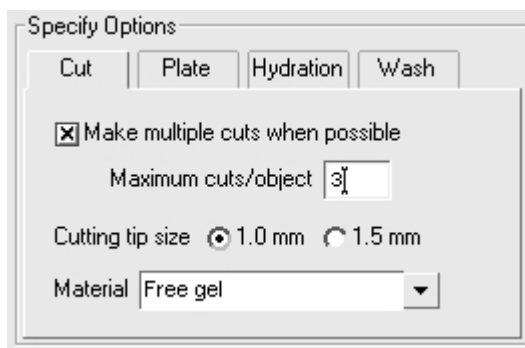 Specify Options
Cut Plate Hydration Wash
Make multiple cuts when possible
Maximum cuts/object 3
Cutting tip size 1.0 mm 1.5 mm
Material Free gel